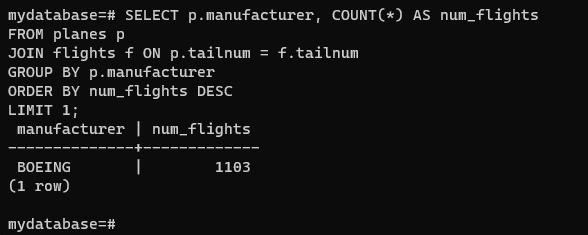 mydatabase=# SELECT p.manufacturer, COUNT(*) AS num_flights
FROM planes p
JOIN flights f ON p.tailnum = f.tailnum
GROUP BY p.manufacturer
ORDER BY num_flights DESC
LIMIT 1;
 manufacturer | num_flights
--------------+-------------
 BOEING       |        1103
(1 row)

mydatabase=#